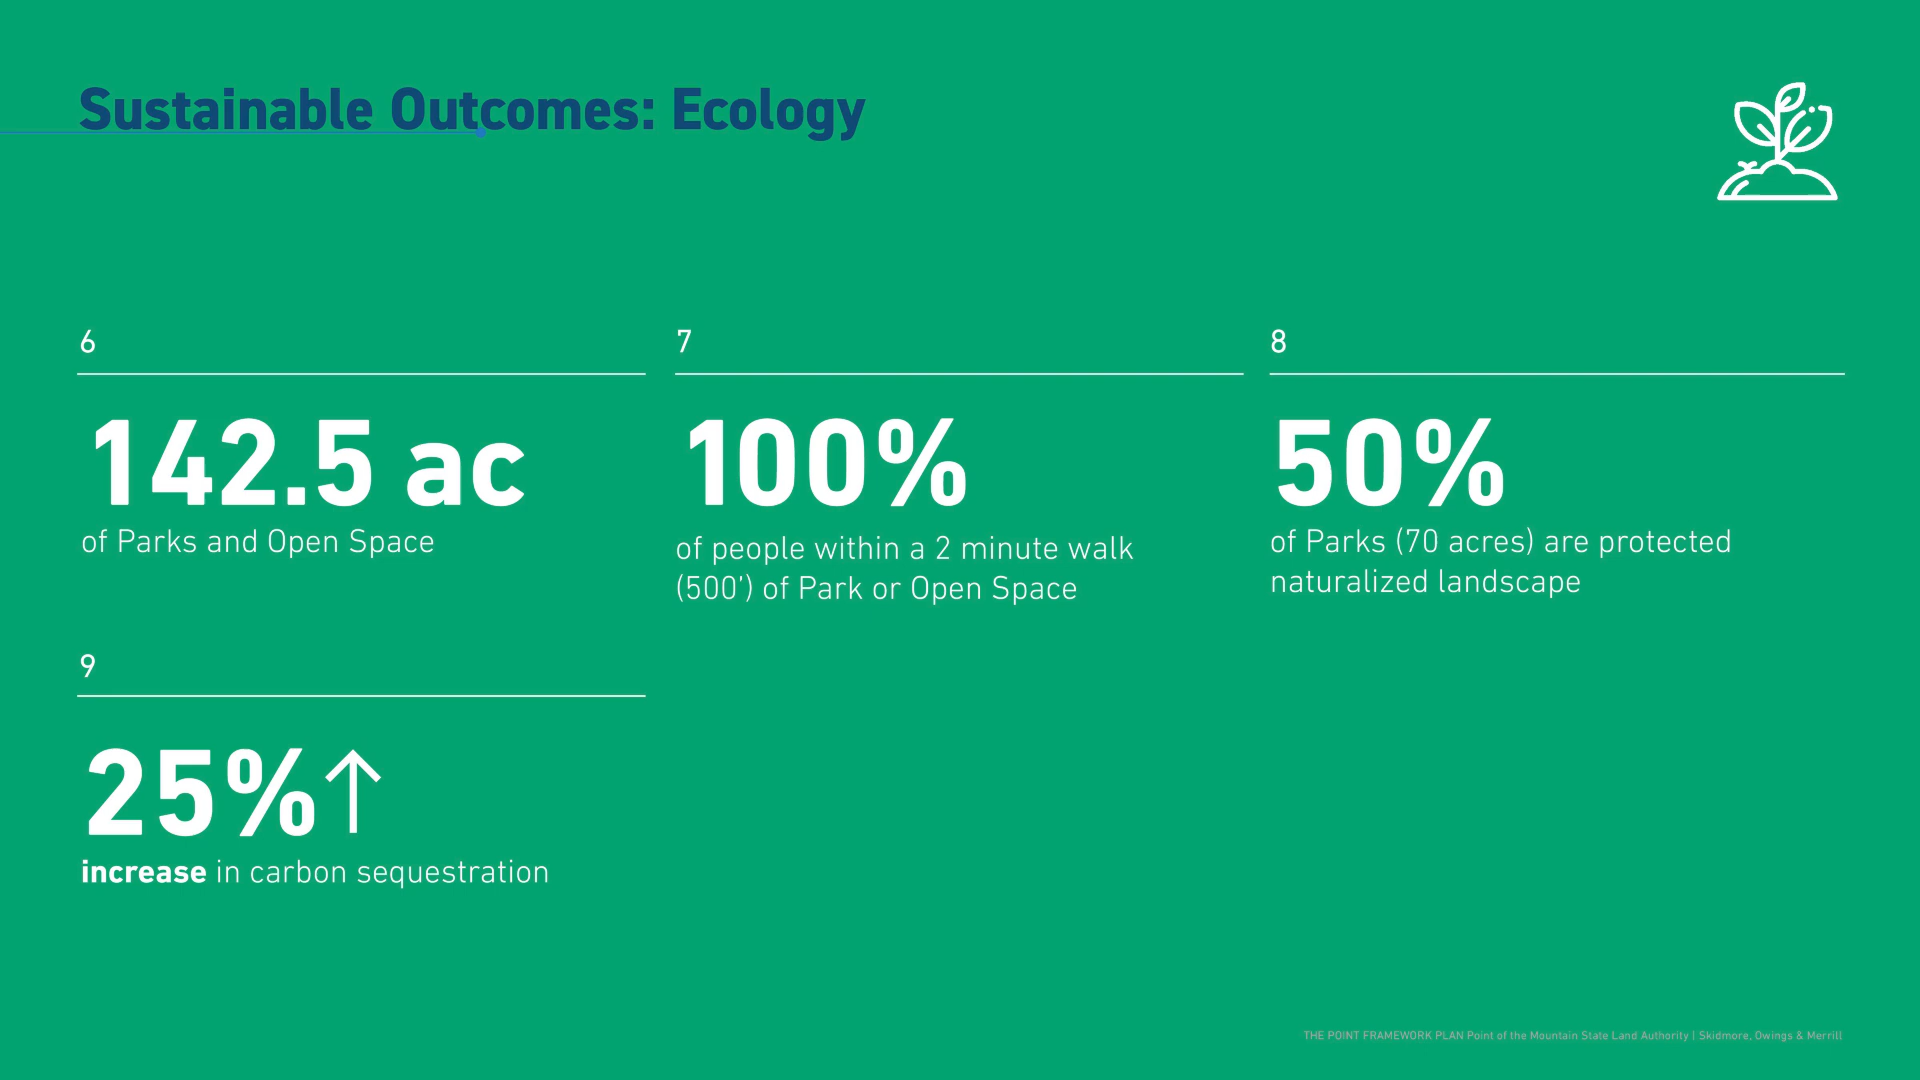 Sustainable Outcomes: Ecology
6
142.5 ac
of Parks and Open Space
7
100%
of people within a 2 minute walk
(500’) of Park or Open Space
8
50%
of Parks (70 acres) are protected
naturalized landscape
9
25%↑
increase in carbon sequestration
THE POINT FRAMEWORK PLAN Point of the Mountain State Land Authority | Skidmore, Owings & Merrill